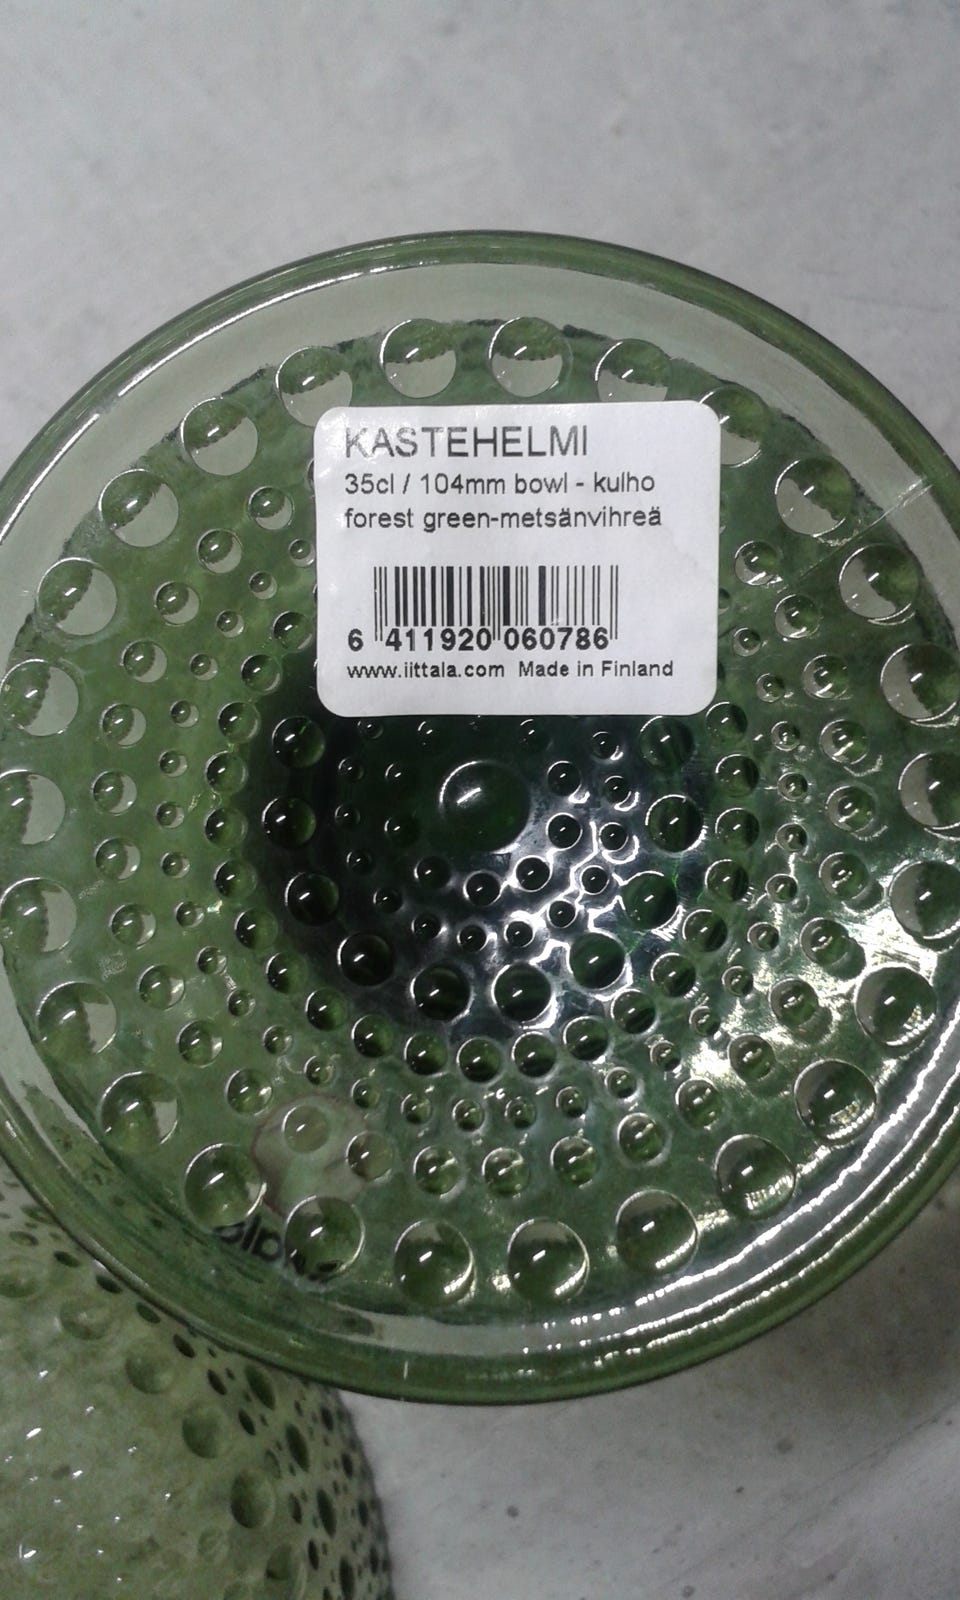 KASTEHELMI
35cl / 104mm bowl - kulho
forest green-metsänvihreä
6 411920 060786
www.iittala.com Made in Finland